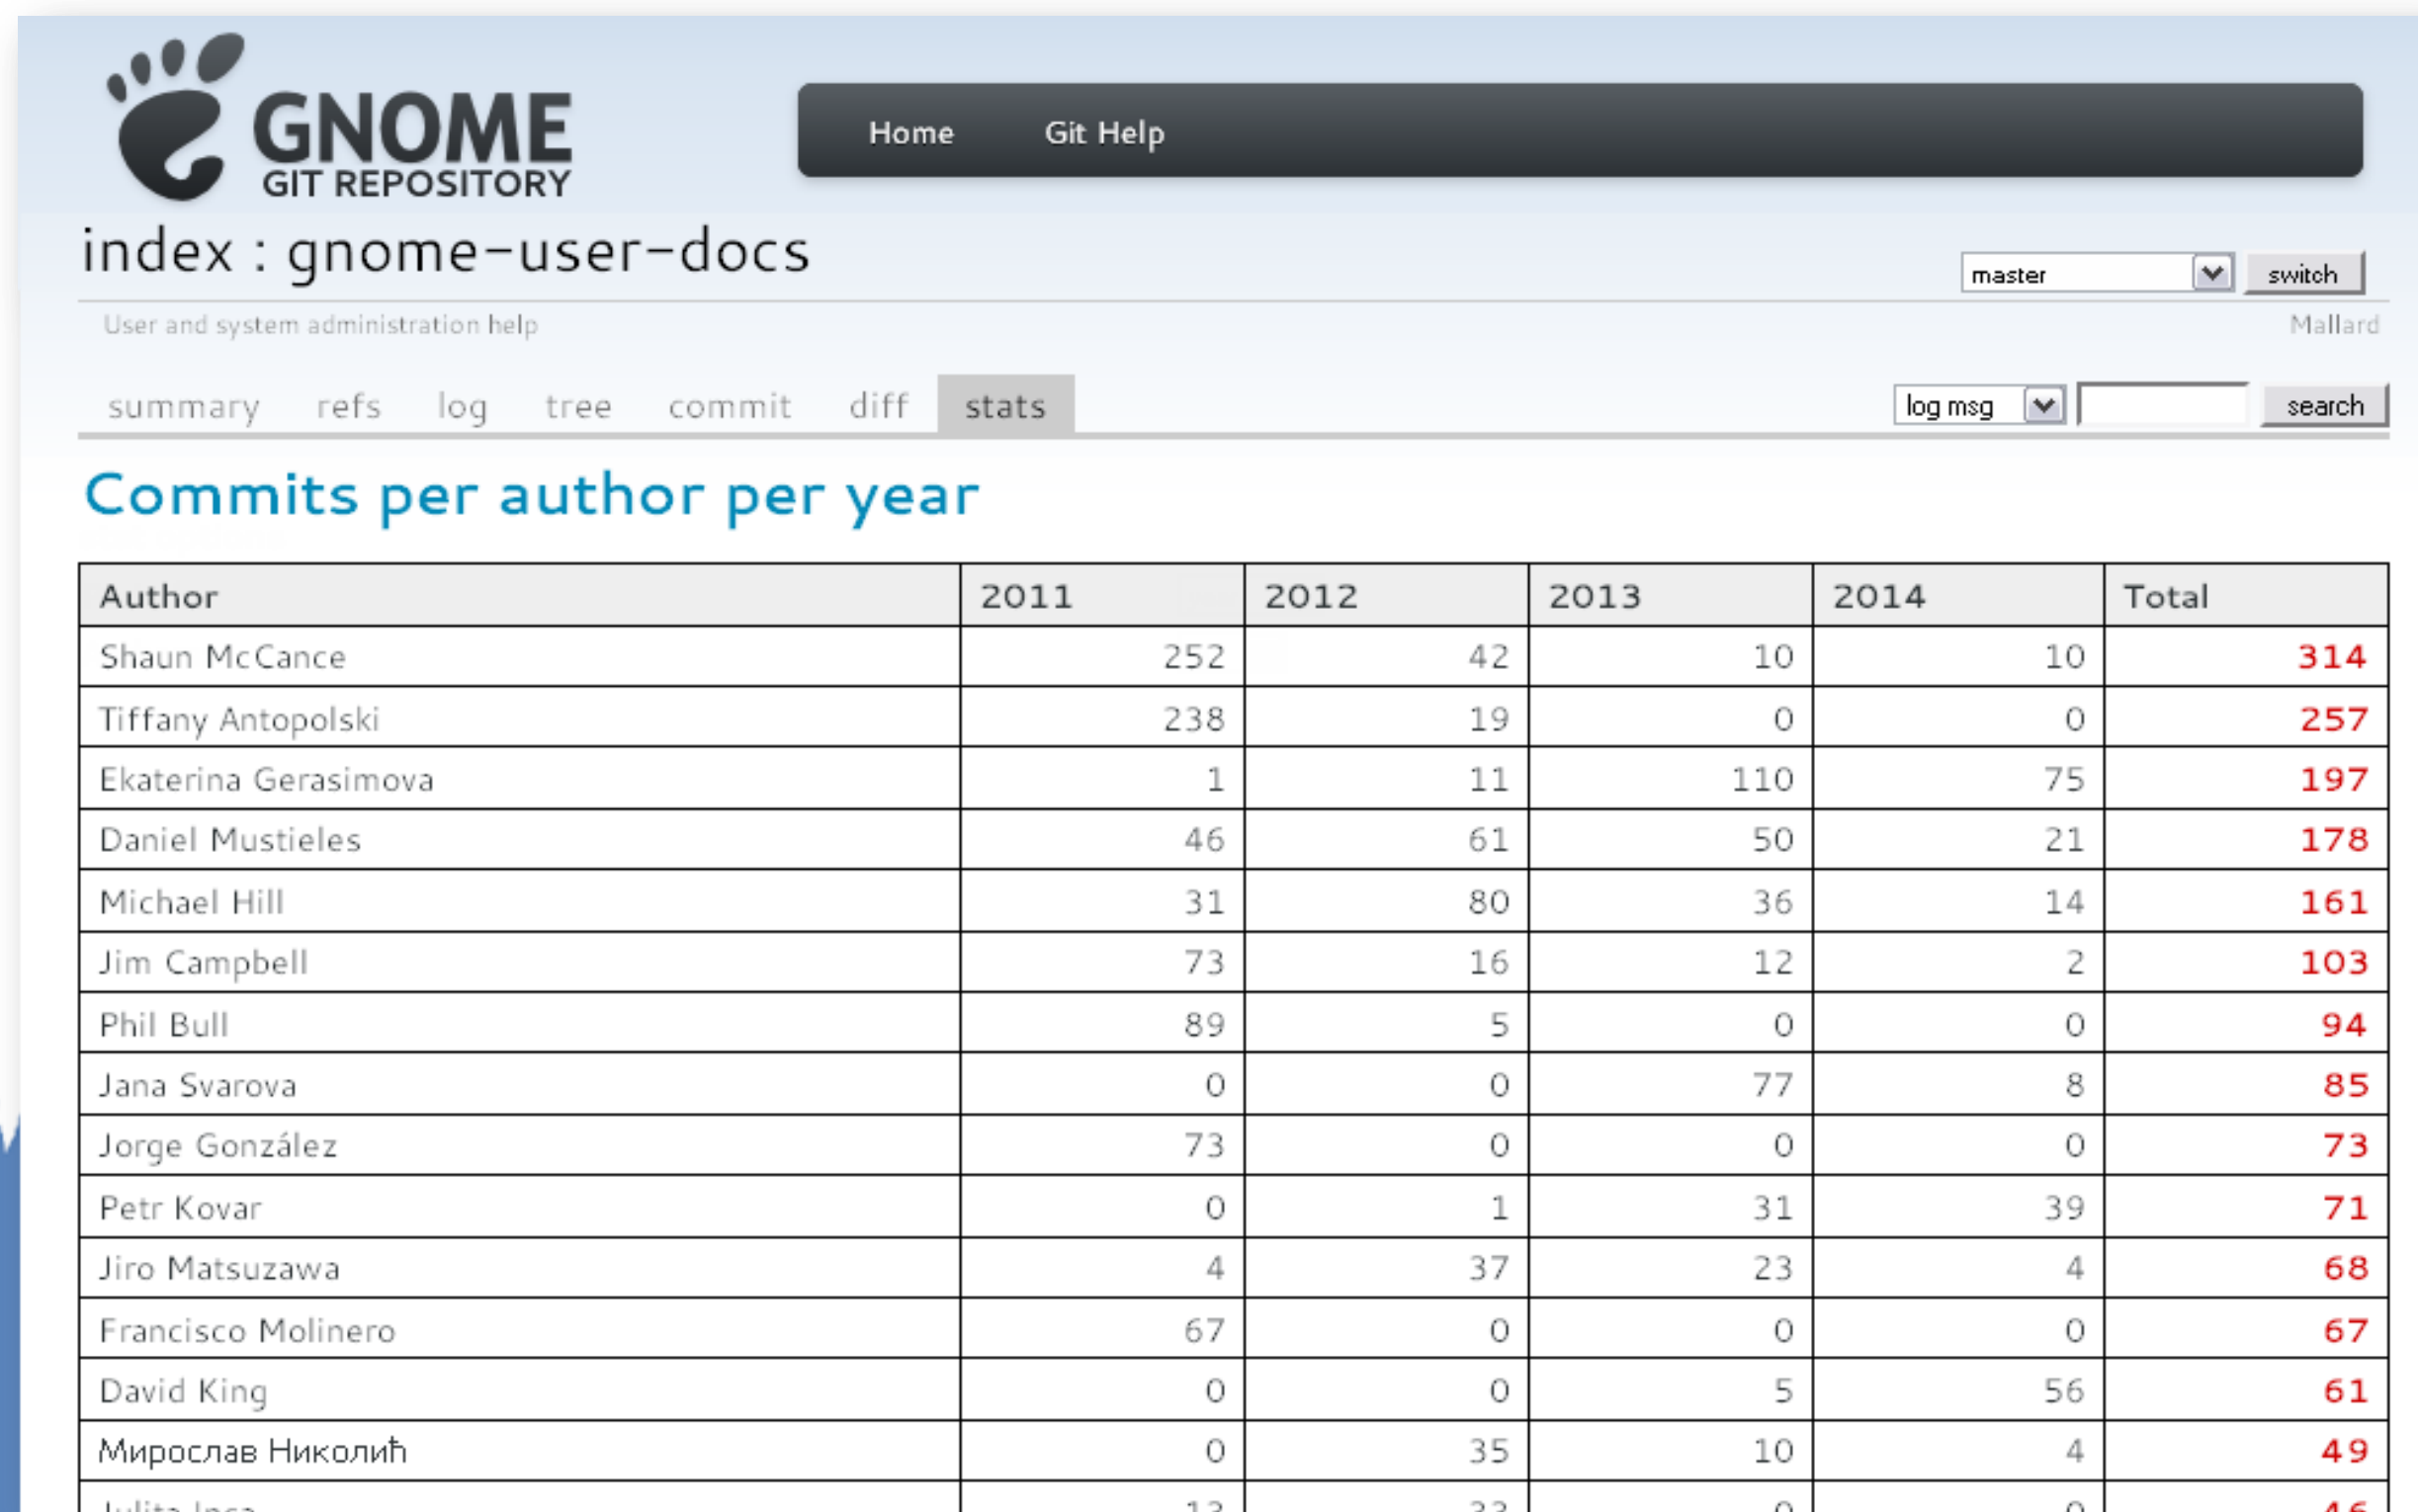 GNOME
GIT REPOSITORY
Home Git Help
index : gnome-user-docs
master switch
User and system administration help Mallard
summary refs log tree commit diff stats log msg search
Commits per author per year
Author 2011 2012 2013 2014 Total
Shaun McCance 252 42 10 10 314
Tiffany Antopolski 238 19 0 0 257
Ekaterina Gerasimova 1 11 110 75 197
Daniel Mustieles 46 61 50 21 178
Michael Hill 31 80 36 14 161
Jim Campbell 73 16 12 2 103
Phil Bull 89 5 0 0 94
Jana Svarova 0 0 77 8 85
Jorge González 73 0 0 0 73
Petr Kovar 0 1 31 39 71
Jiro Matsuzawa 4 37 23 4 68
Francisco Molinero 67 0 0 0 67
David King 0 0 5 56 61
Мирослав Николић 0 35 10 4 49